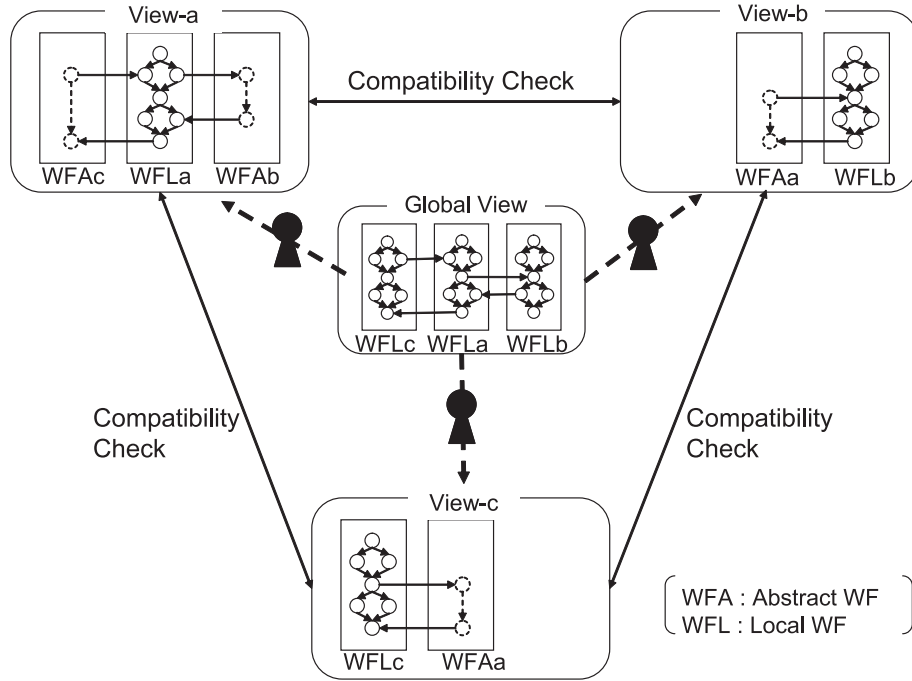 View-a
View-b
WFAc WFLa WFAb
Compatibility Check
WFAa WFLb
Global View
WFLc WFLa WFLb
Compatibility
Check
Compatibility
Check
View-c
WFLc WFAa
WFA : Abstract WF
WFL : Local WF